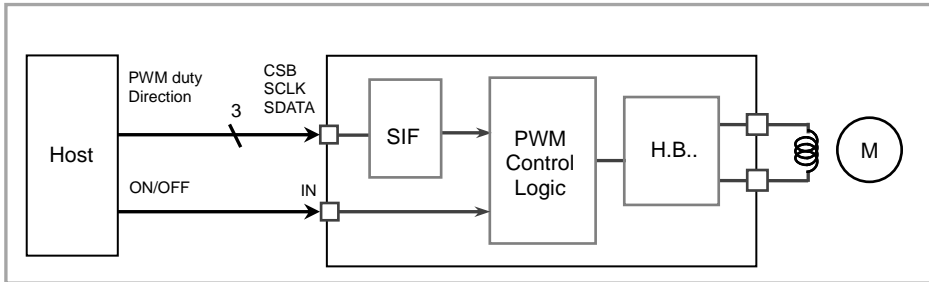 PWM duty
Direction
3
CSB
SCLK
SDATA
Host
SIF
PWM
Control
Logic
H.B..
M
ON/OFF
IN